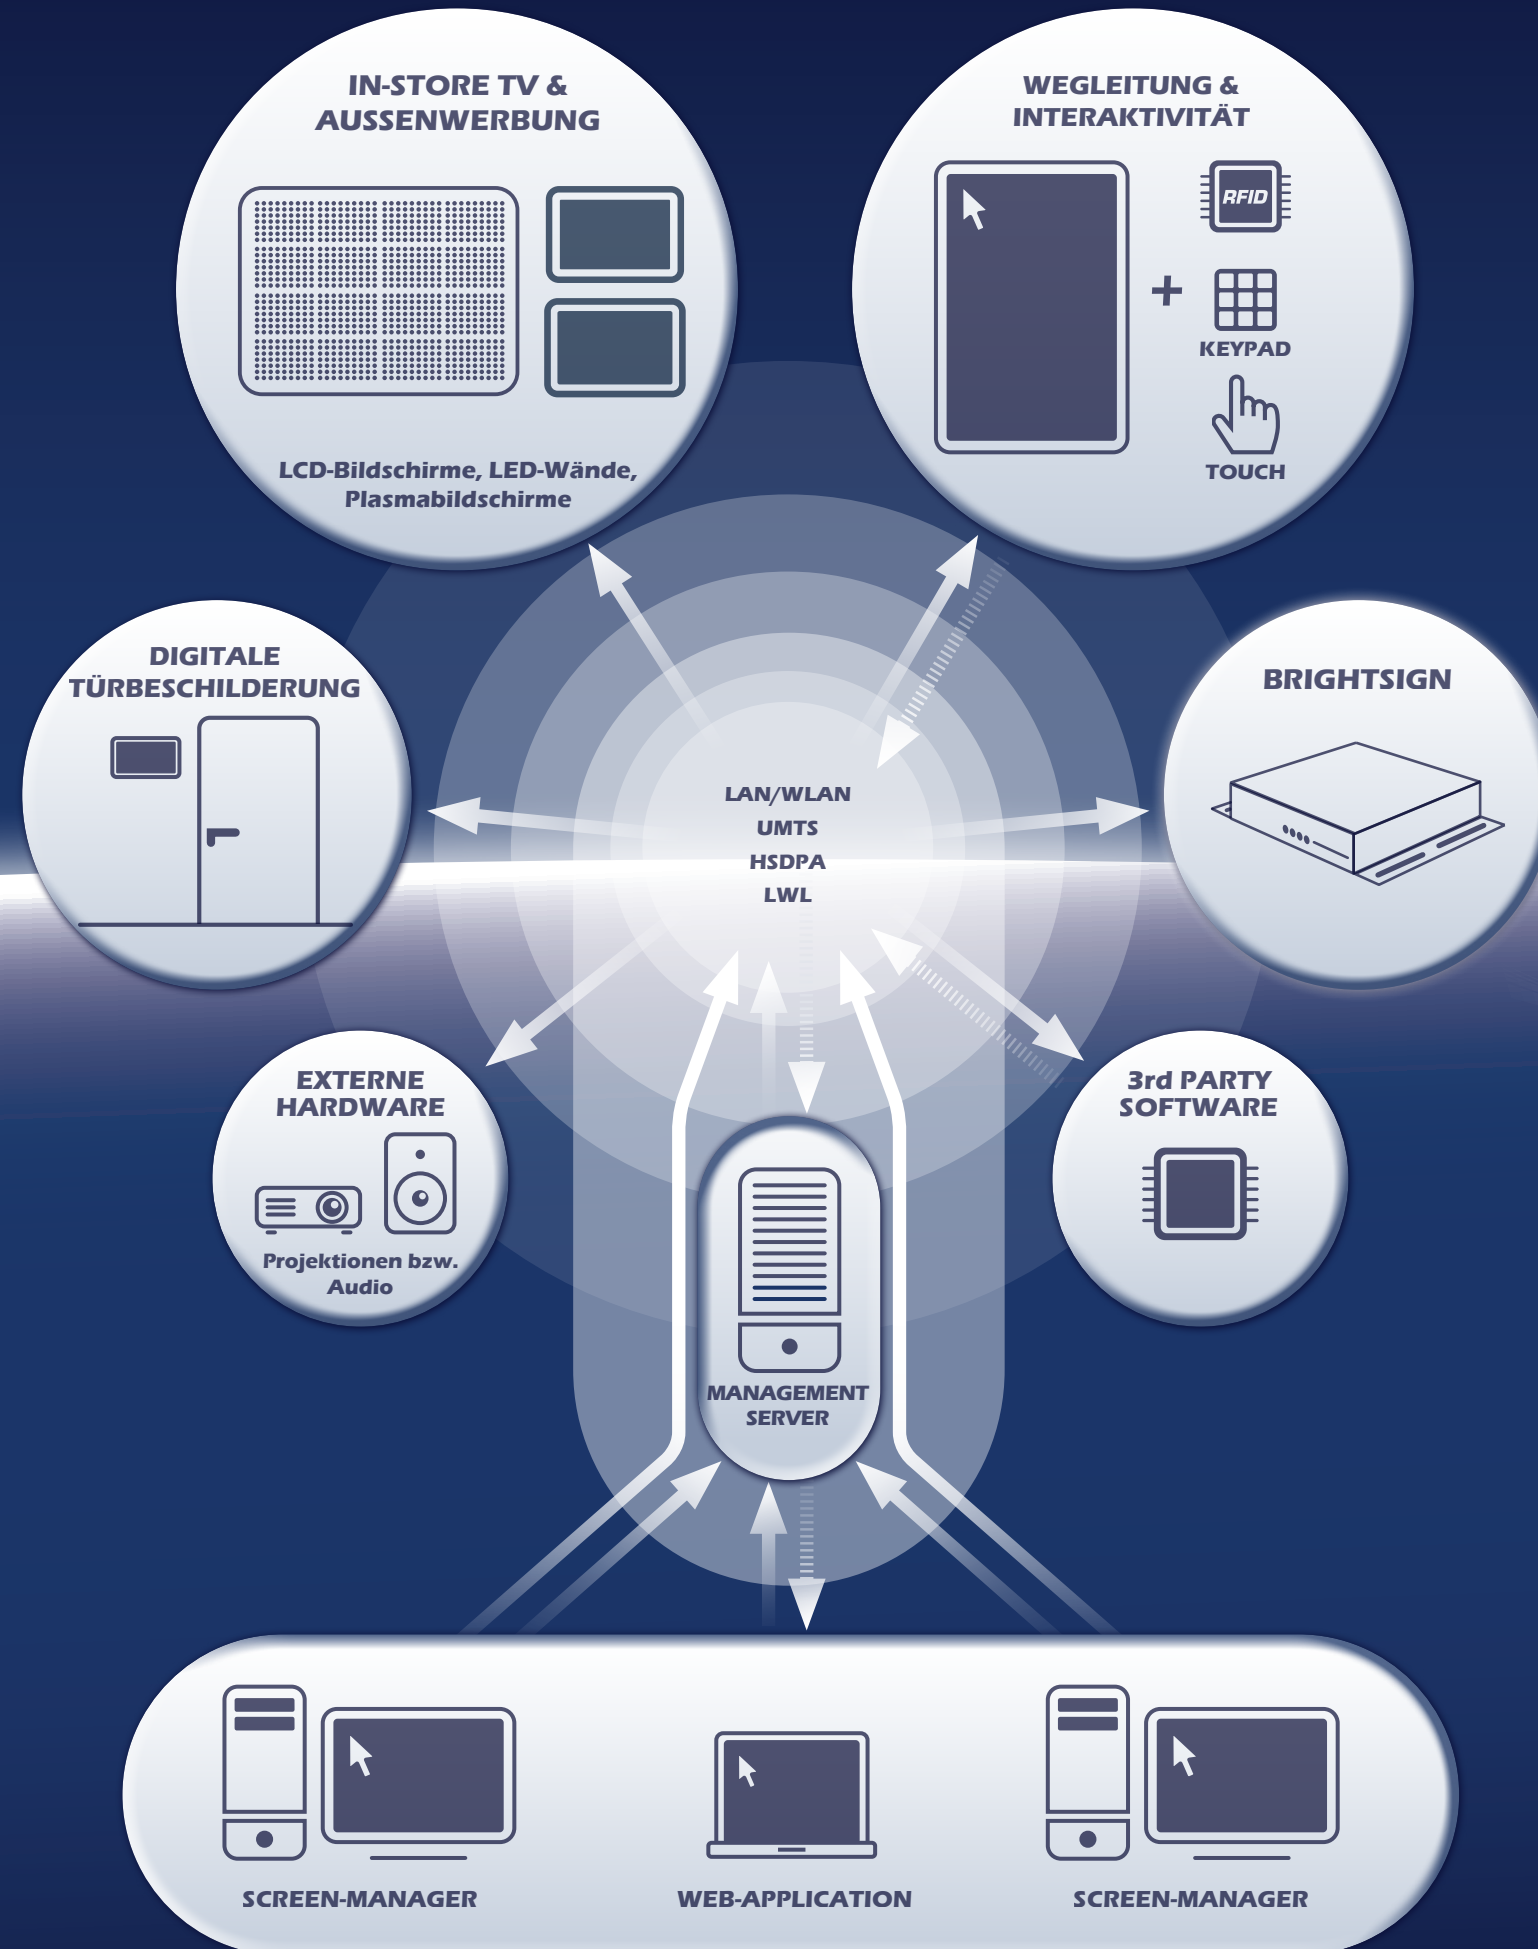 IN-STORE TV &
AUSSENWERBUNG
LCD-Bildschirme, LED-Wände,
Plasmabildschirme
WEGLEITUNG &
INTERAKTIVITÄT
RFID
+
KEYPAD
TOUCH
DIGITALE
TÜRBESCHILDERUNG
BRIGHTSIGN
LAN/WLAN
UMTS
HSDPA
LWL
EXTERNE
HARDWARE
Projektionen bzw.
Audio
3rd PARTY
SOFTWARE
MANAGEMENT
SERVER
SCREEN-MANAGER
WEB-APPLICATION
SCREEN-MANAGER